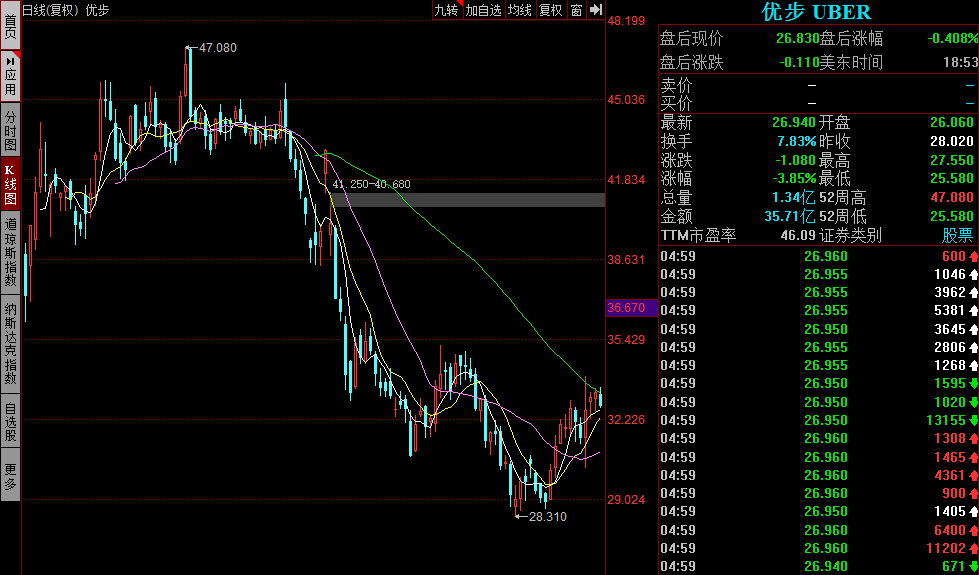 日线(复权) 优步
九转 加自选 均线 复权 窗
首页
应用
分时图
K线图
道琼斯指数
纳斯达克指数
自选股
更多
47.080
41.250-40.680
28.310
48.199
45.036
41.834
38.631
36.670
35.429
32.226
29.024
优步 UBER
盘后现价 26.830 盘后涨幅 -0.408%
盘后涨跌 -0.110 美东时间 18:53
卖价 — —
买价 — —
最新 26.940 开盘 26.060
换手 7.83% 昨收 28.020
涨跌 -1.080 最高 27.550
涨幅 -3.85% 最低 25.580
总量 1.34亿 52周高 47.080
金额 35.71亿 52周低 25.580
TTM市盈率 46.09 证券类别 股票
04:59 26.960 600
04:59 26.955 1046
04:59 26.955 3962
04:59 26.955 5381
04:59 26.950 3645
04:59 26.955 2806
04:59 26.955 1268
04:59 26.950 1595
04:59 26.950 1020
04:59 26.950 13155
04:59 26.960 1308
04:59 26.960 1465
04:59 26.960 4361
04:59 26.960 900
04:59 26.950 1405
04:59 26.960 6400
04:59 26.960 11202
04:59 26.940 671